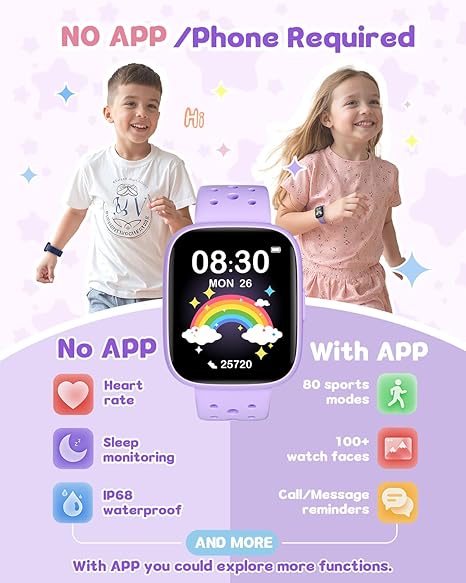 NO APP /Phone Required
Hi
08:30
MON 26
25720
No APP
With APP
Heart
rate
80 sports
modes
Sleep
monitoring
100+
watch faces
IP68
waterproof
Call/Message
reminders
AND MORE
With APP you could explore more functions.